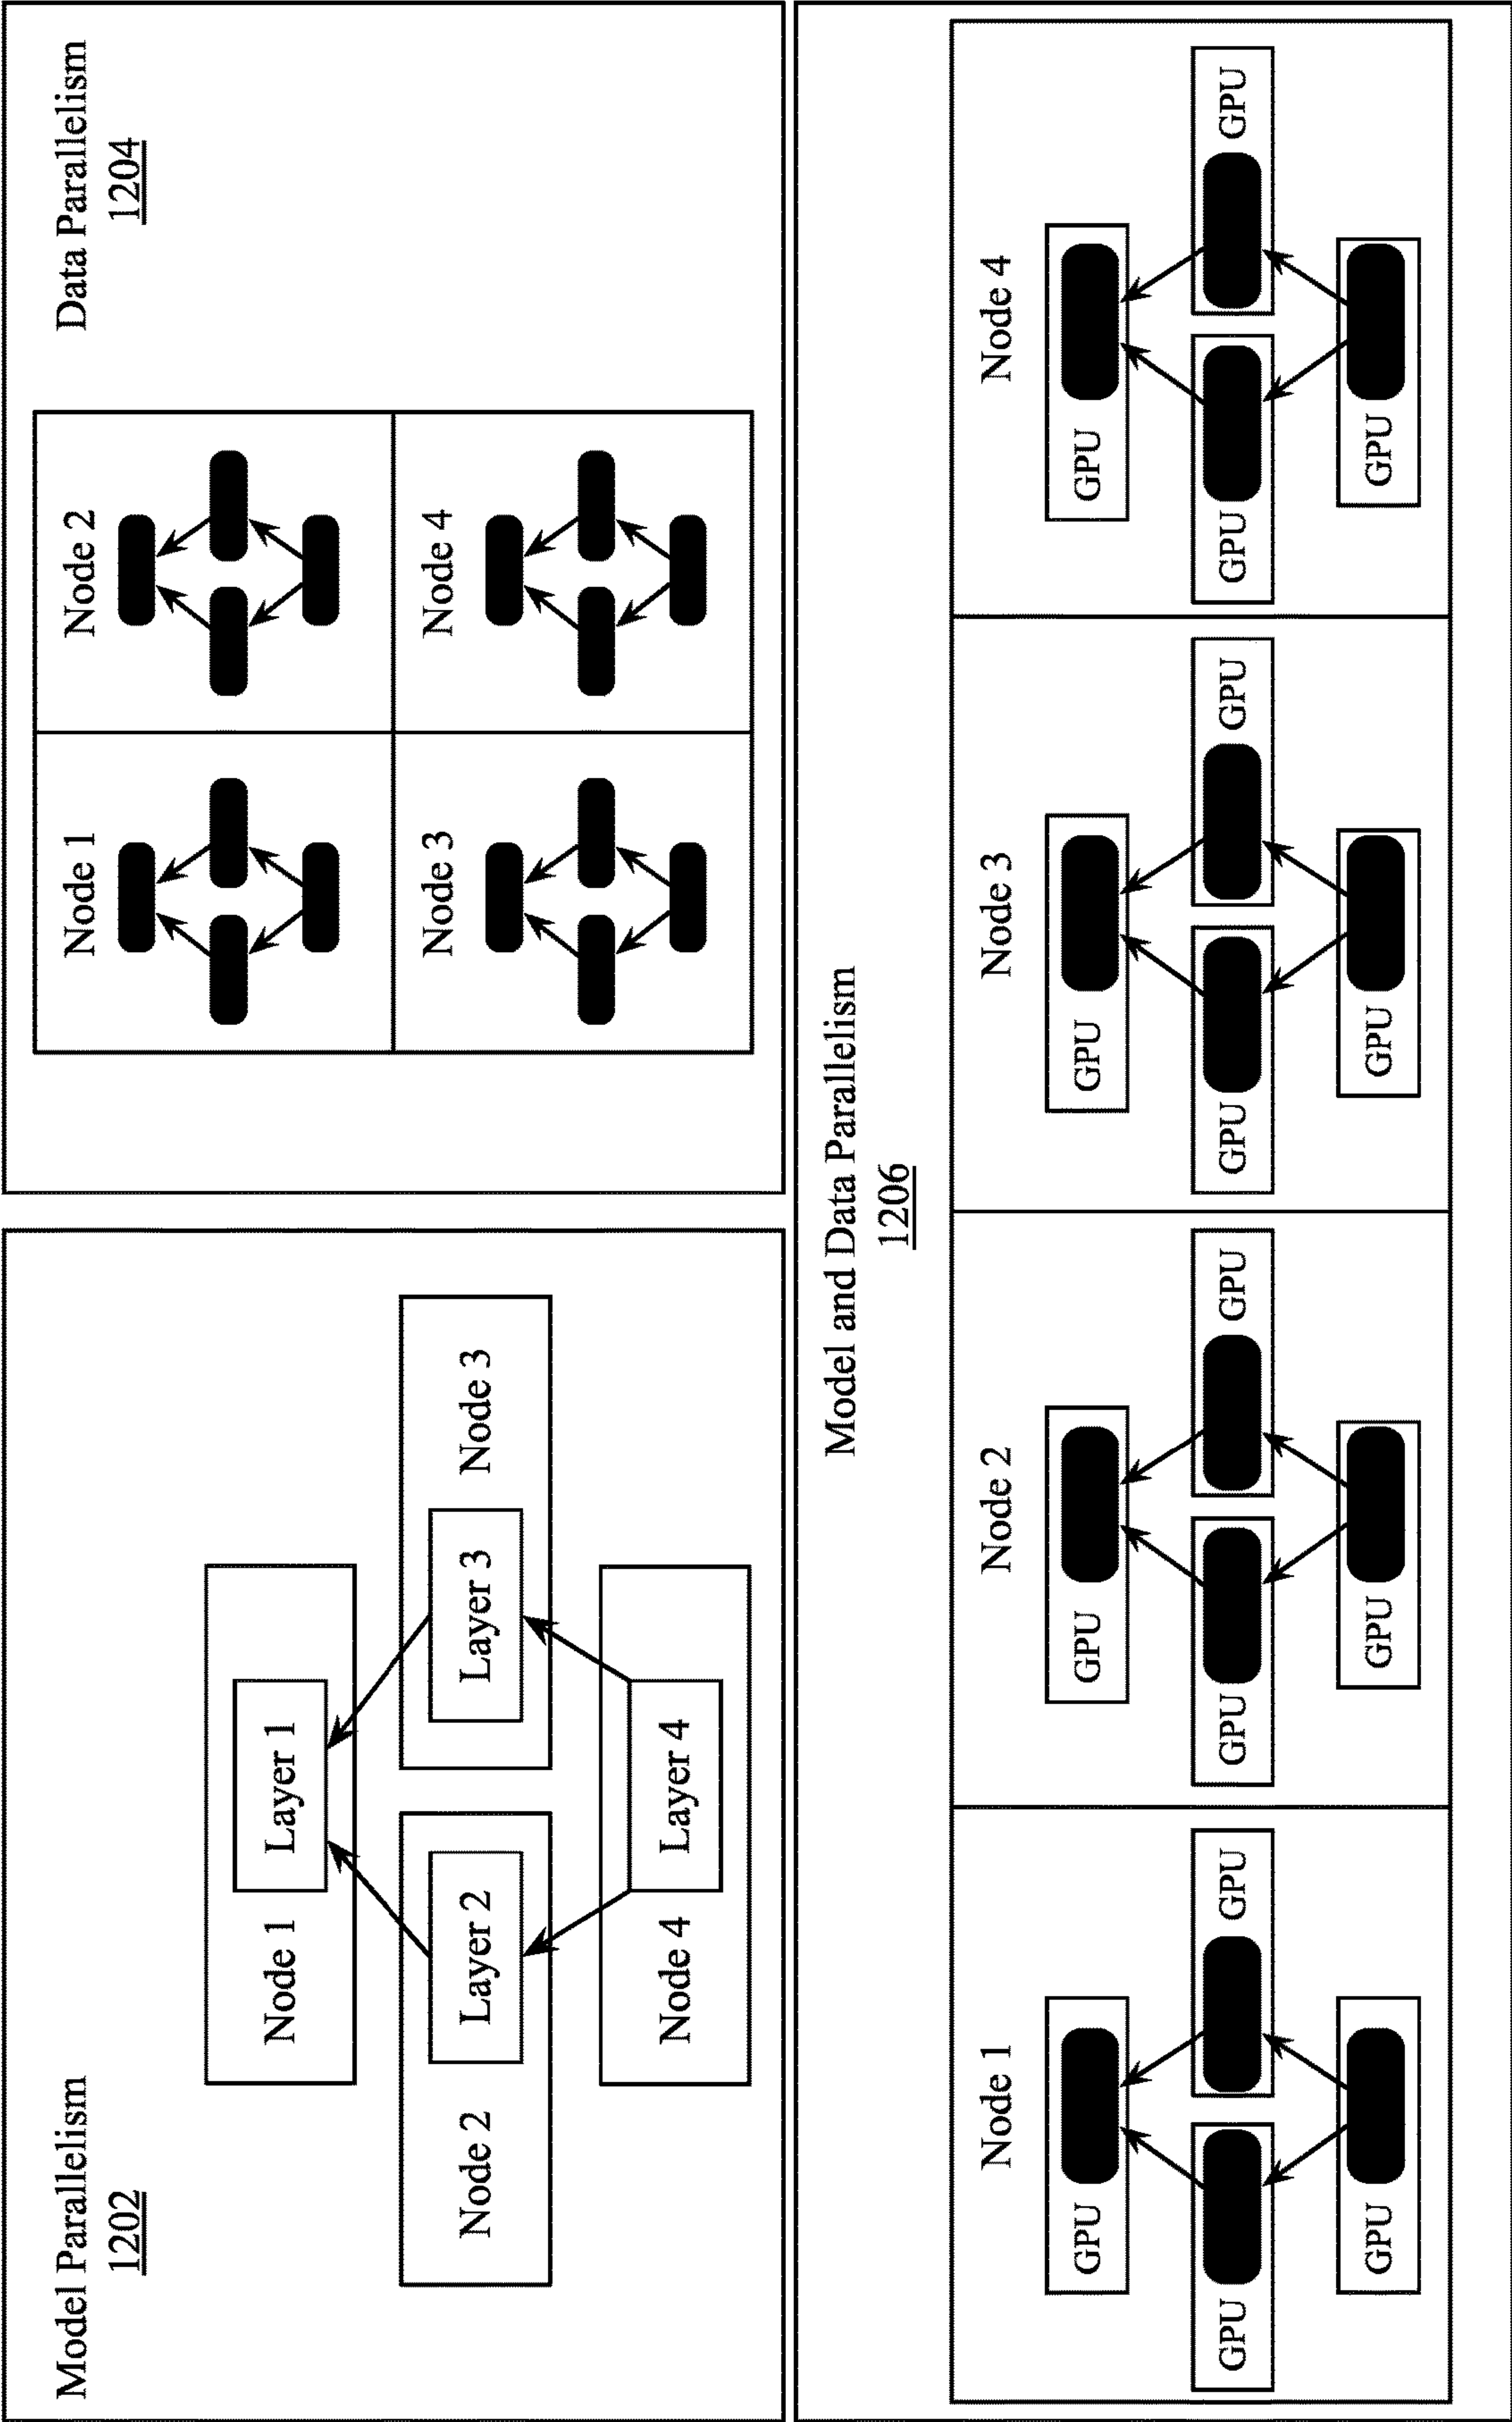 Model Parallelism
1202
Node 1
Layer 1
Node 2
Layer 2
Layer 3
Node 3
Node 4
Layer 4
Data Parallelism
1204
Node 1
Node 2
Node 3
Node 4
Model and Data Parallelism
1206
Node 1
GPU
GPU
GPU
GPU
Node 2
GPU
GPU
GPU
GPU
Node 3
GPU
GPU
GPU
GPU
Node 4
GPU
GPU
GPU
GPU